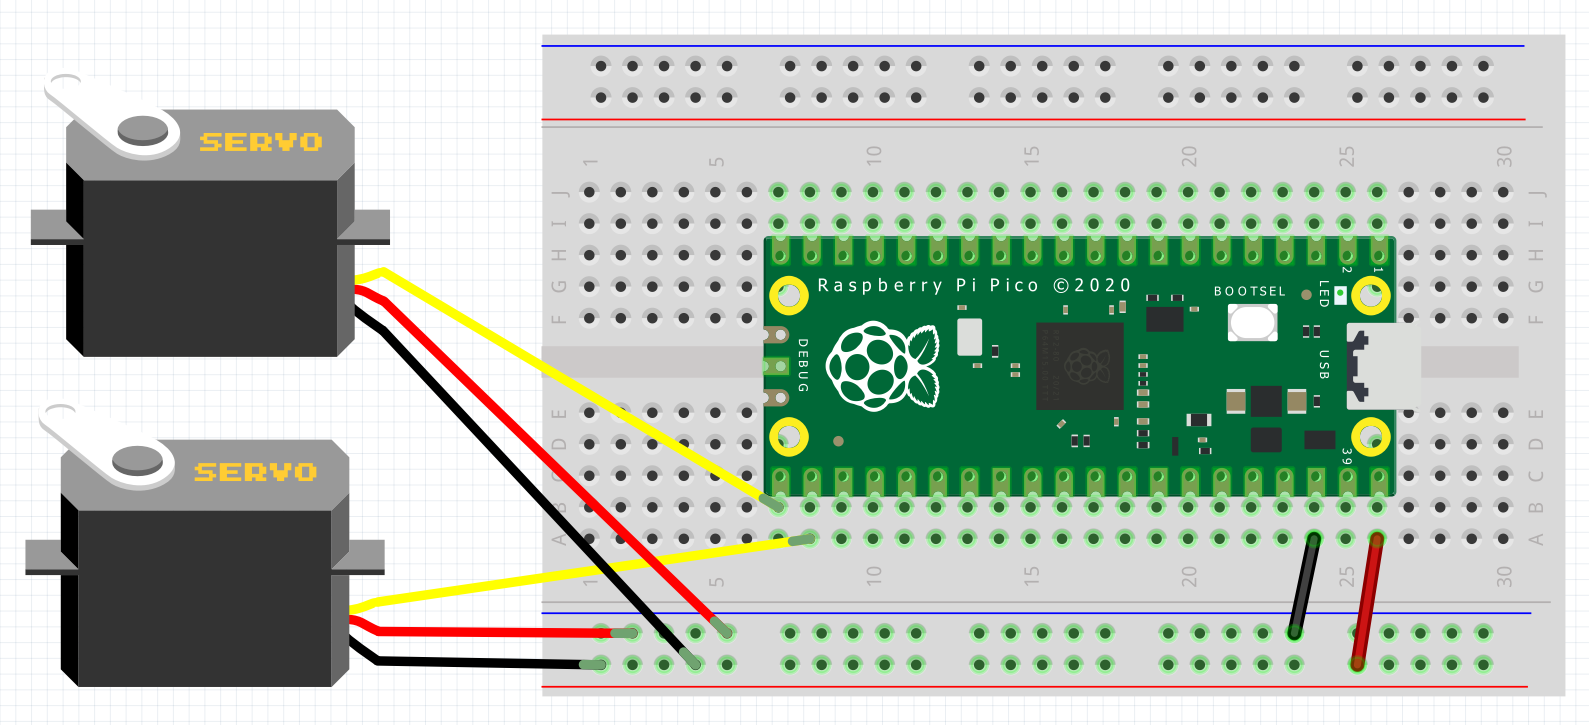 SERVO
SERVO
1 5 10 15 20 25 30
J J
I I
H H
G G
F F
2 1
Raspberry Pi Pico ©2020
BOOTSEL
LED
DEBUG
USB
39
E E
D D
C C
B B
A A
1 5 10 15 20 25 30